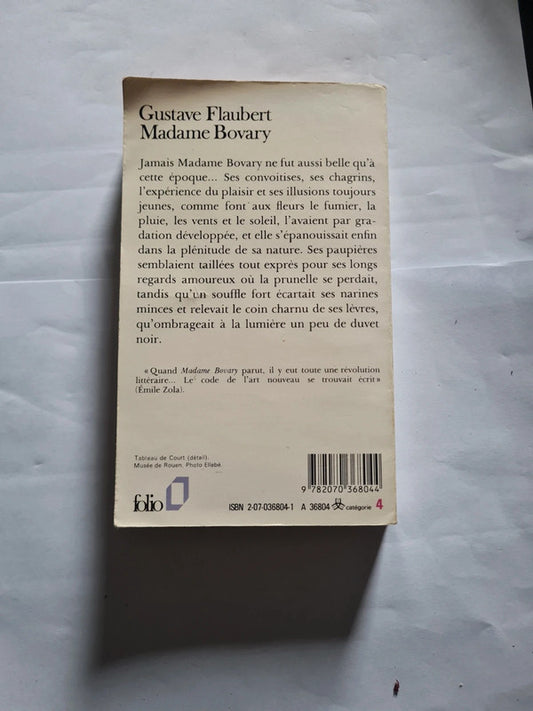 Gustave Flaubert
Madame Bovary
Jamais Madame Bovary ne fut aussi belle qu'à
cette époque... Ses convoitises, ses chagrins,
l'expérience du plaisir et ses illusions toujours
jeunes, comme font aux fleurs le fumier, la
pluie, les vents et le soleil, l'avaient par gra-
dation développée, et elle s'épanouissait enfin
dans la plénitude de sa nature. Ses paupières
semblaient taillées tout exprès pour ses longs
regards amoureux où la prunelle se perdait,
tandis qu'un souffle fort écartait ses narines
minces et relevait le coin charnu de ses lèvres,
qu'ombrageait à la lumière un peu de duvet
noir.
« Quand Madame Bovary parut, il y eut toute une révolution
littéraire... Le code de l'art nouveau se trouvait écrit »
(Émile Zola).
Tableau de Court (détail).
Musée de Rouen. Photo Ellebé.
9 782070 368044
folio
ISBN 2-07-036804-1 A 36804 catégorie 4